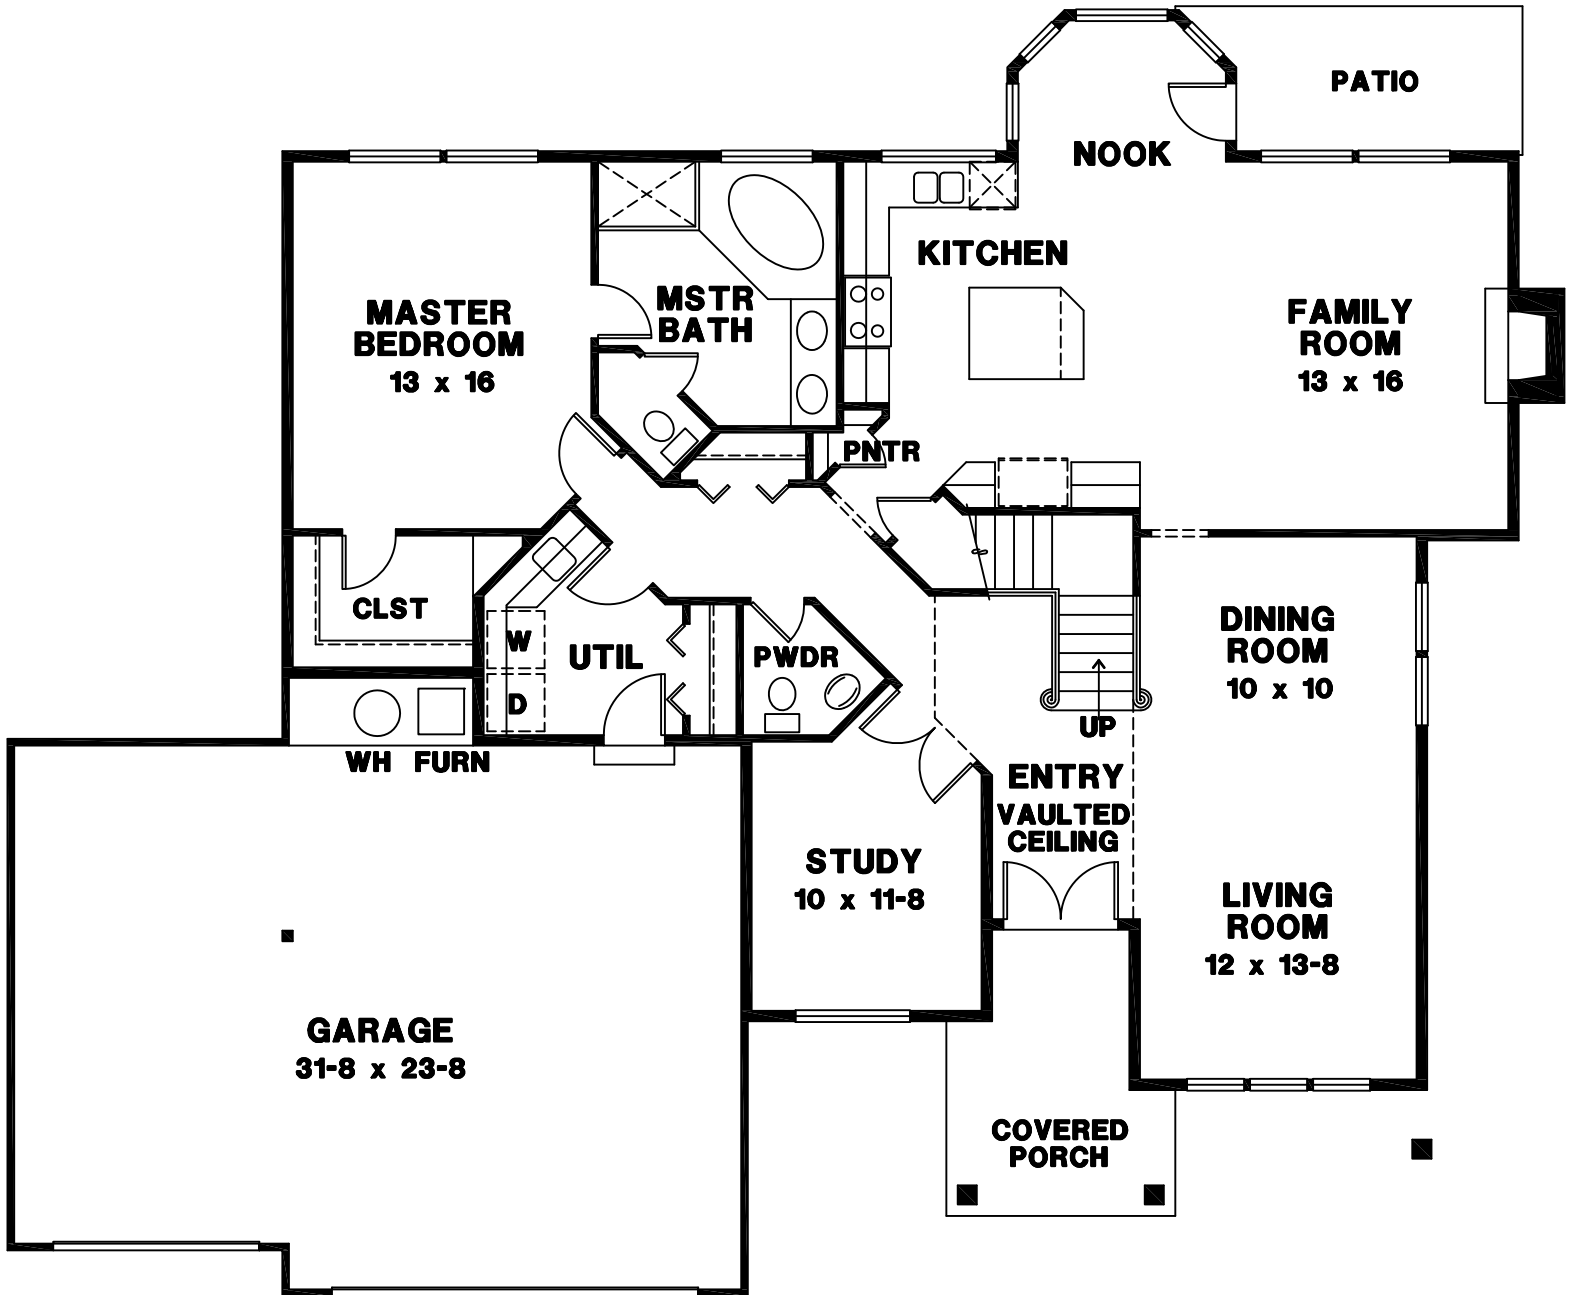 PATIO
NOOK
KITCHEN
MSTR
BATH
MASTER
BEDROOM
13 x 16
FAMILY
ROOM
13 x 16
PNTR
CLST
W
UTIL
D
PWDR
DINING
ROOM
10 x 10
UP
WH FURN
ENTRY
VAULTED
CEILING
STUDY
10 x 11-8
LIVING
ROOM
12 x 13-8
GARAGE
31-8 x 23-8
COVERED
PORCH